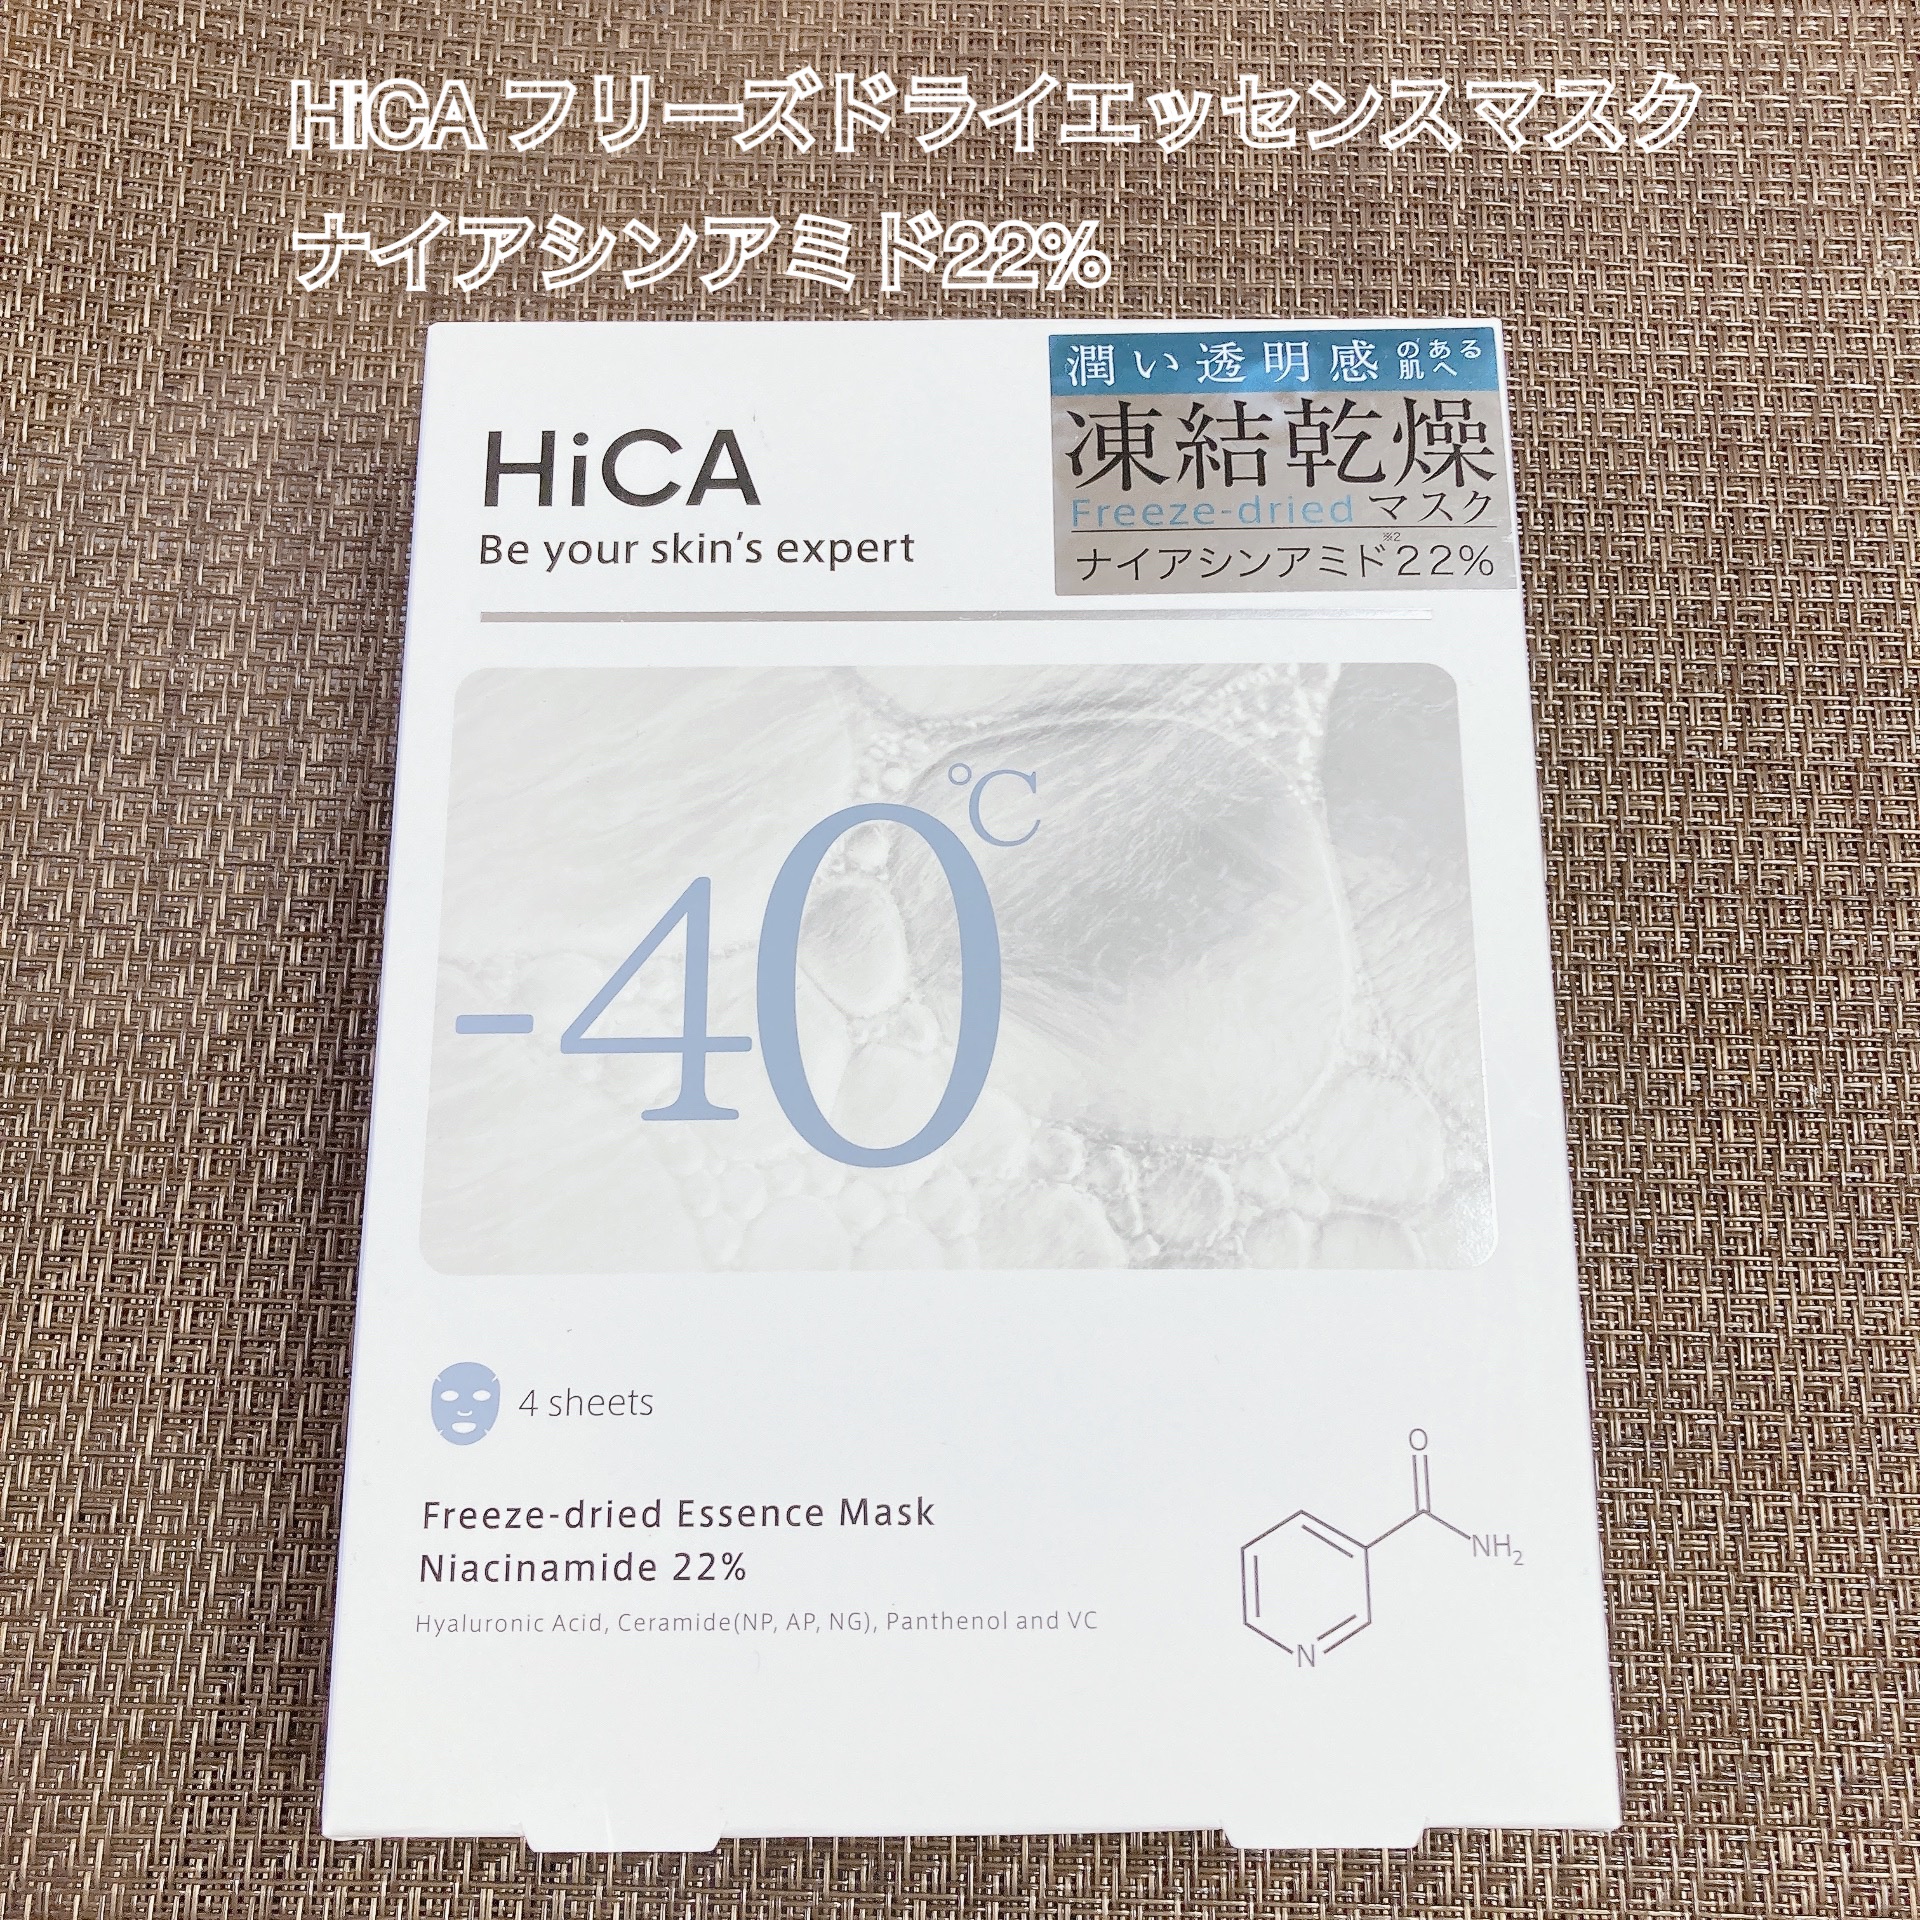 HiCA フリーズドライエッセンスマスク
ナイアシンアミド22%
潤い透明感のある肌へ
凍結乾燥
Freeze-dried マスク
ナイアシンアミド※2 22%
HiCA
Be your skin's expert
-40℃
4 sheets
Freeze-dried Essence Mask
Niacinamide 22%
Hyaluronic Acid, Ceramide(NP, AP, NG), Panthenol and VC
O
NH2
N